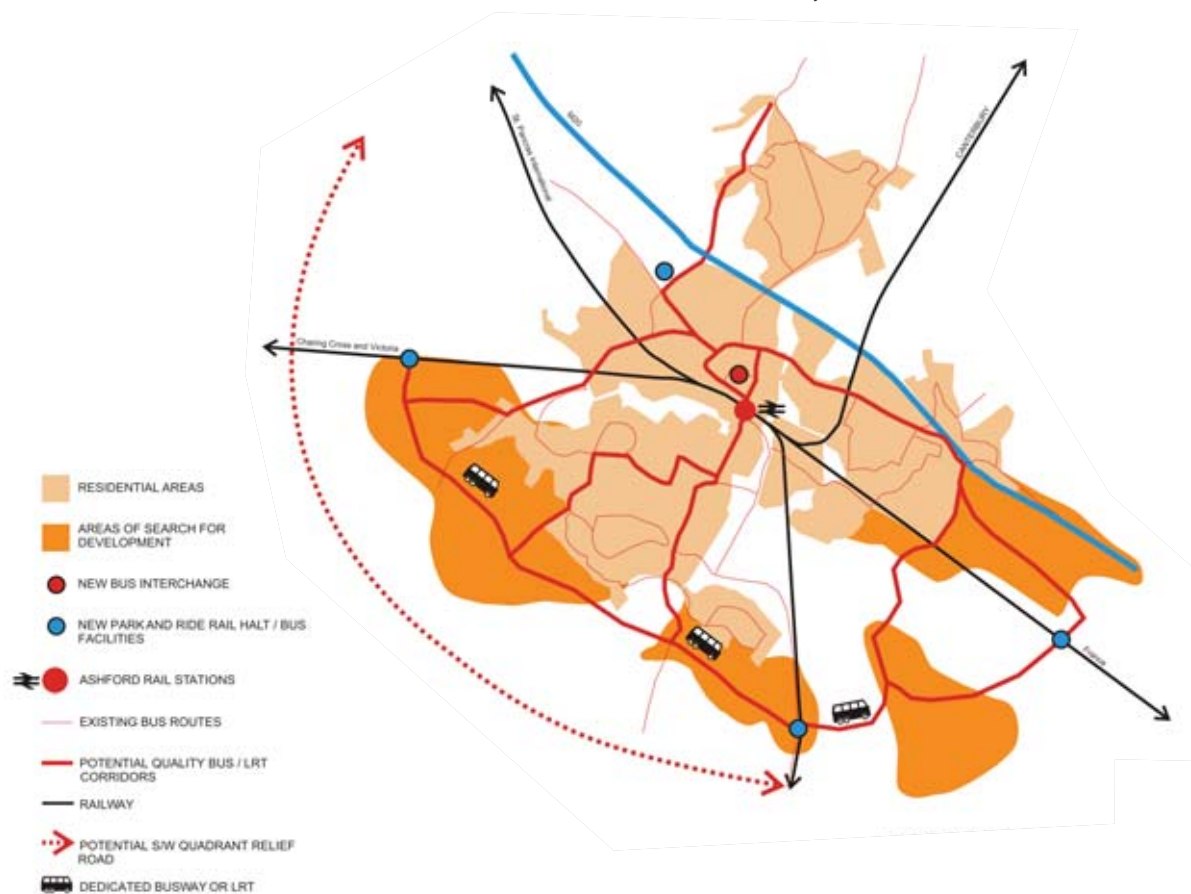 M20
St. Pancras International
CANTERBURY
Charing Cross and Victoria
France
RESIDENTIAL AREAS
AREAS OF SEARCH FOR
DEVELOPMENT
NEW BUS INTERCHANGE
NEW PARK AND RIDE RAIL HALT / BUS
FACILITIES
ASHFORD RAIL STATIONS
EXISTING BUS ROUTES
POTENTIAL QUALITY BUS / LRT
CORRIDORS
RAILWAY
POTENTIAL S/W QUADRANT RELIEF
ROAD
DEDICATED BUSWAY OR LRT